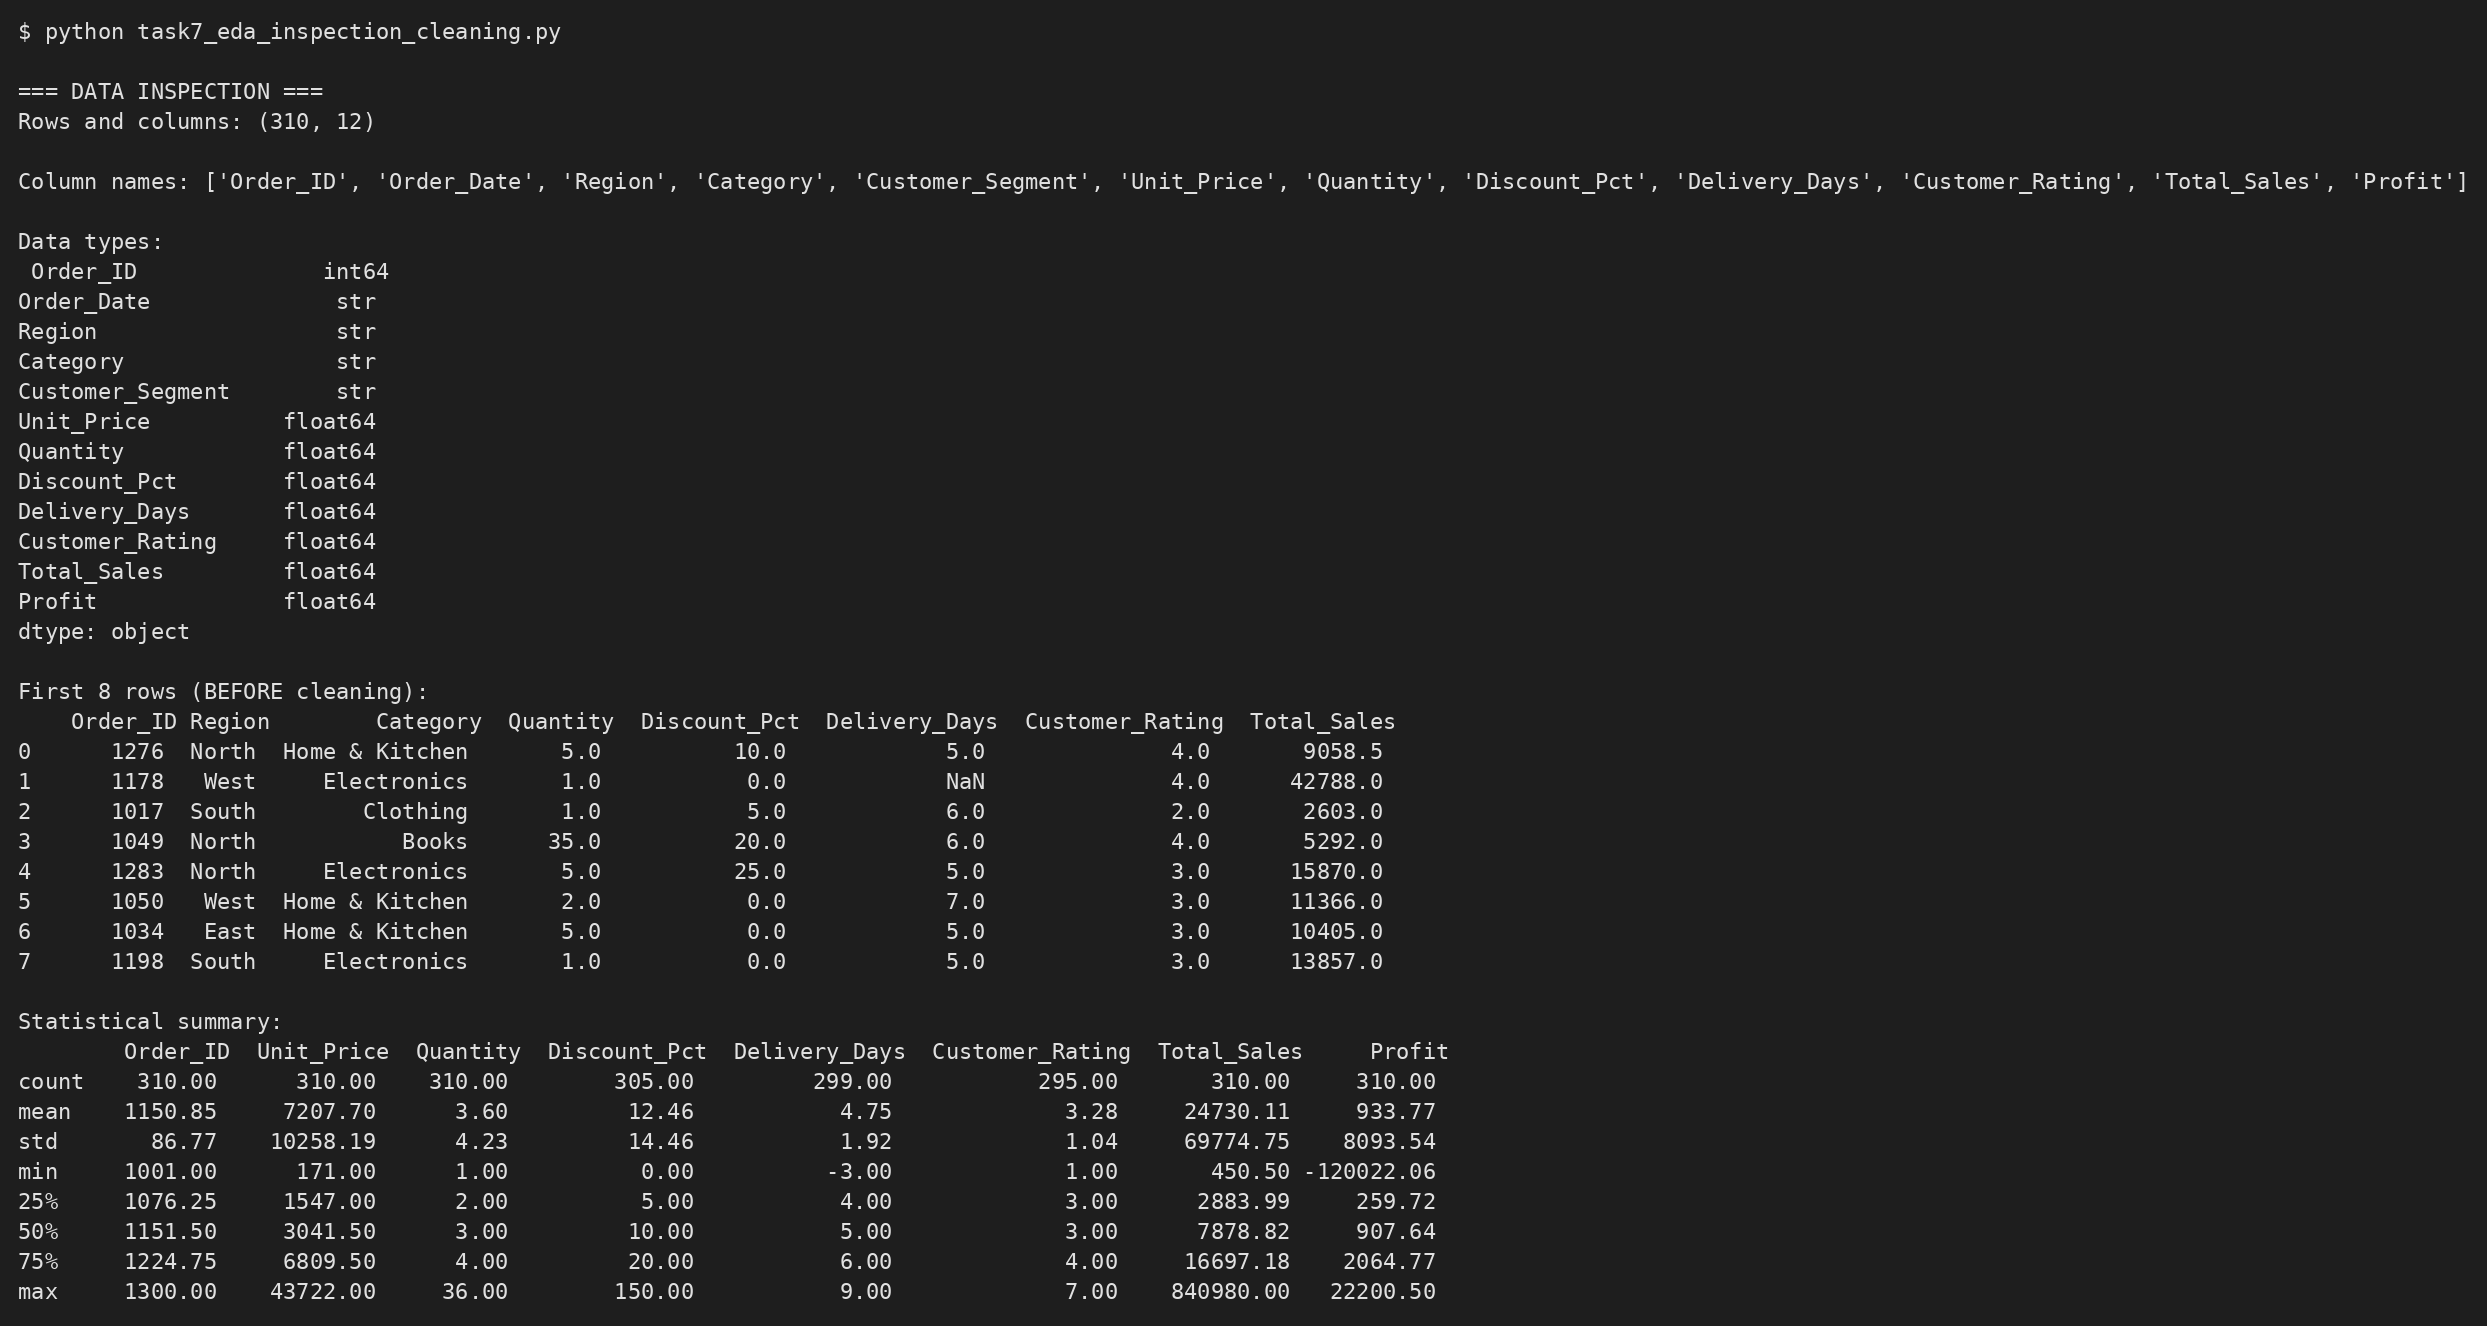 $ python task7_eda_inspection_cleaning.py
=== DATA INSPECTION ===
Rows and columns: (310, 12)
Column names: ['Order_ID', 'Order_Date', 'Region', 'Category', 'Customer_Segment', 'Unit_Price', 'Quantity', 'Discount_Pct', 'Delivery_Days', 'Customer_Rating', 'Total_Sales', 'Profit']
Data types:
 Order_ID              int64
Order_Date              str
Region                  str
Category                str
Customer_Segment        str
Unit_Price          float64
Quantity            float64
Discount_Pct        float64
Delivery_Days       float64
Customer_Rating     float64
Total_Sales         float64
Profit              float64
dtype: object
First 8 rows (BEFORE cleaning):
    Order_ID Region        Category  Quantity  Discount_Pct  Delivery_Days  Customer_Rating  Total_Sales
0      1276  North  Home & Kitchen       5.0          10.0            5.0              4.0       9058.5
1      1178   West     Electronics       1.0           0.0            NaN              4.0      42788.0
2      1017  South        Clothing       1.0           5.0            6.0              2.0       2603.0
3      1049  North           Books      35.0          20.0            6.0              4.0       5292.0
4      1283  North     Electronics       5.0          25.0            5.0              3.0      15870.0
5      1050   West  Home & Kitchen       2.0           0.0            7.0              3.0      11366.0
6      1034   East  Home & Kitchen       5.0           0.0            5.0              3.0      10405.0
7      1198  South     Electronics       1.0           0.0            5.0              3.0      13857.0
Statistical summary:
        Order_ID  Unit_Price  Quantity  Discount_Pct  Delivery_Days  Customer_Rating  Total_Sales     Profit
count    310.00      310.00    310.00        305.00         299.00           295.00       310.00     310.00
mean    1150.85     7207.70      3.60         12.46           4.75             3.28     24730.11     933.77
std       86.77    10258.19      4.23         14.46           1.92             1.04     69774.75    8093.54
min     1001.00      171.00      1.00          0.00          -3.00             1.00       450.50 -120022.06
25%     1076.25     1547.00      2.00          5.00           4.00             3.00      2883.99     259.72
50%     1151.50     3041.50      3.00         10.00           5.00             3.00      7878.82     907.64
75%     1224.75     6809.50      4.00         20.00           6.00             4.00     16697.18    2064.77
max     1300.00    43722.00     36.00        150.00           9.00             7.00    840980.00   22200.50